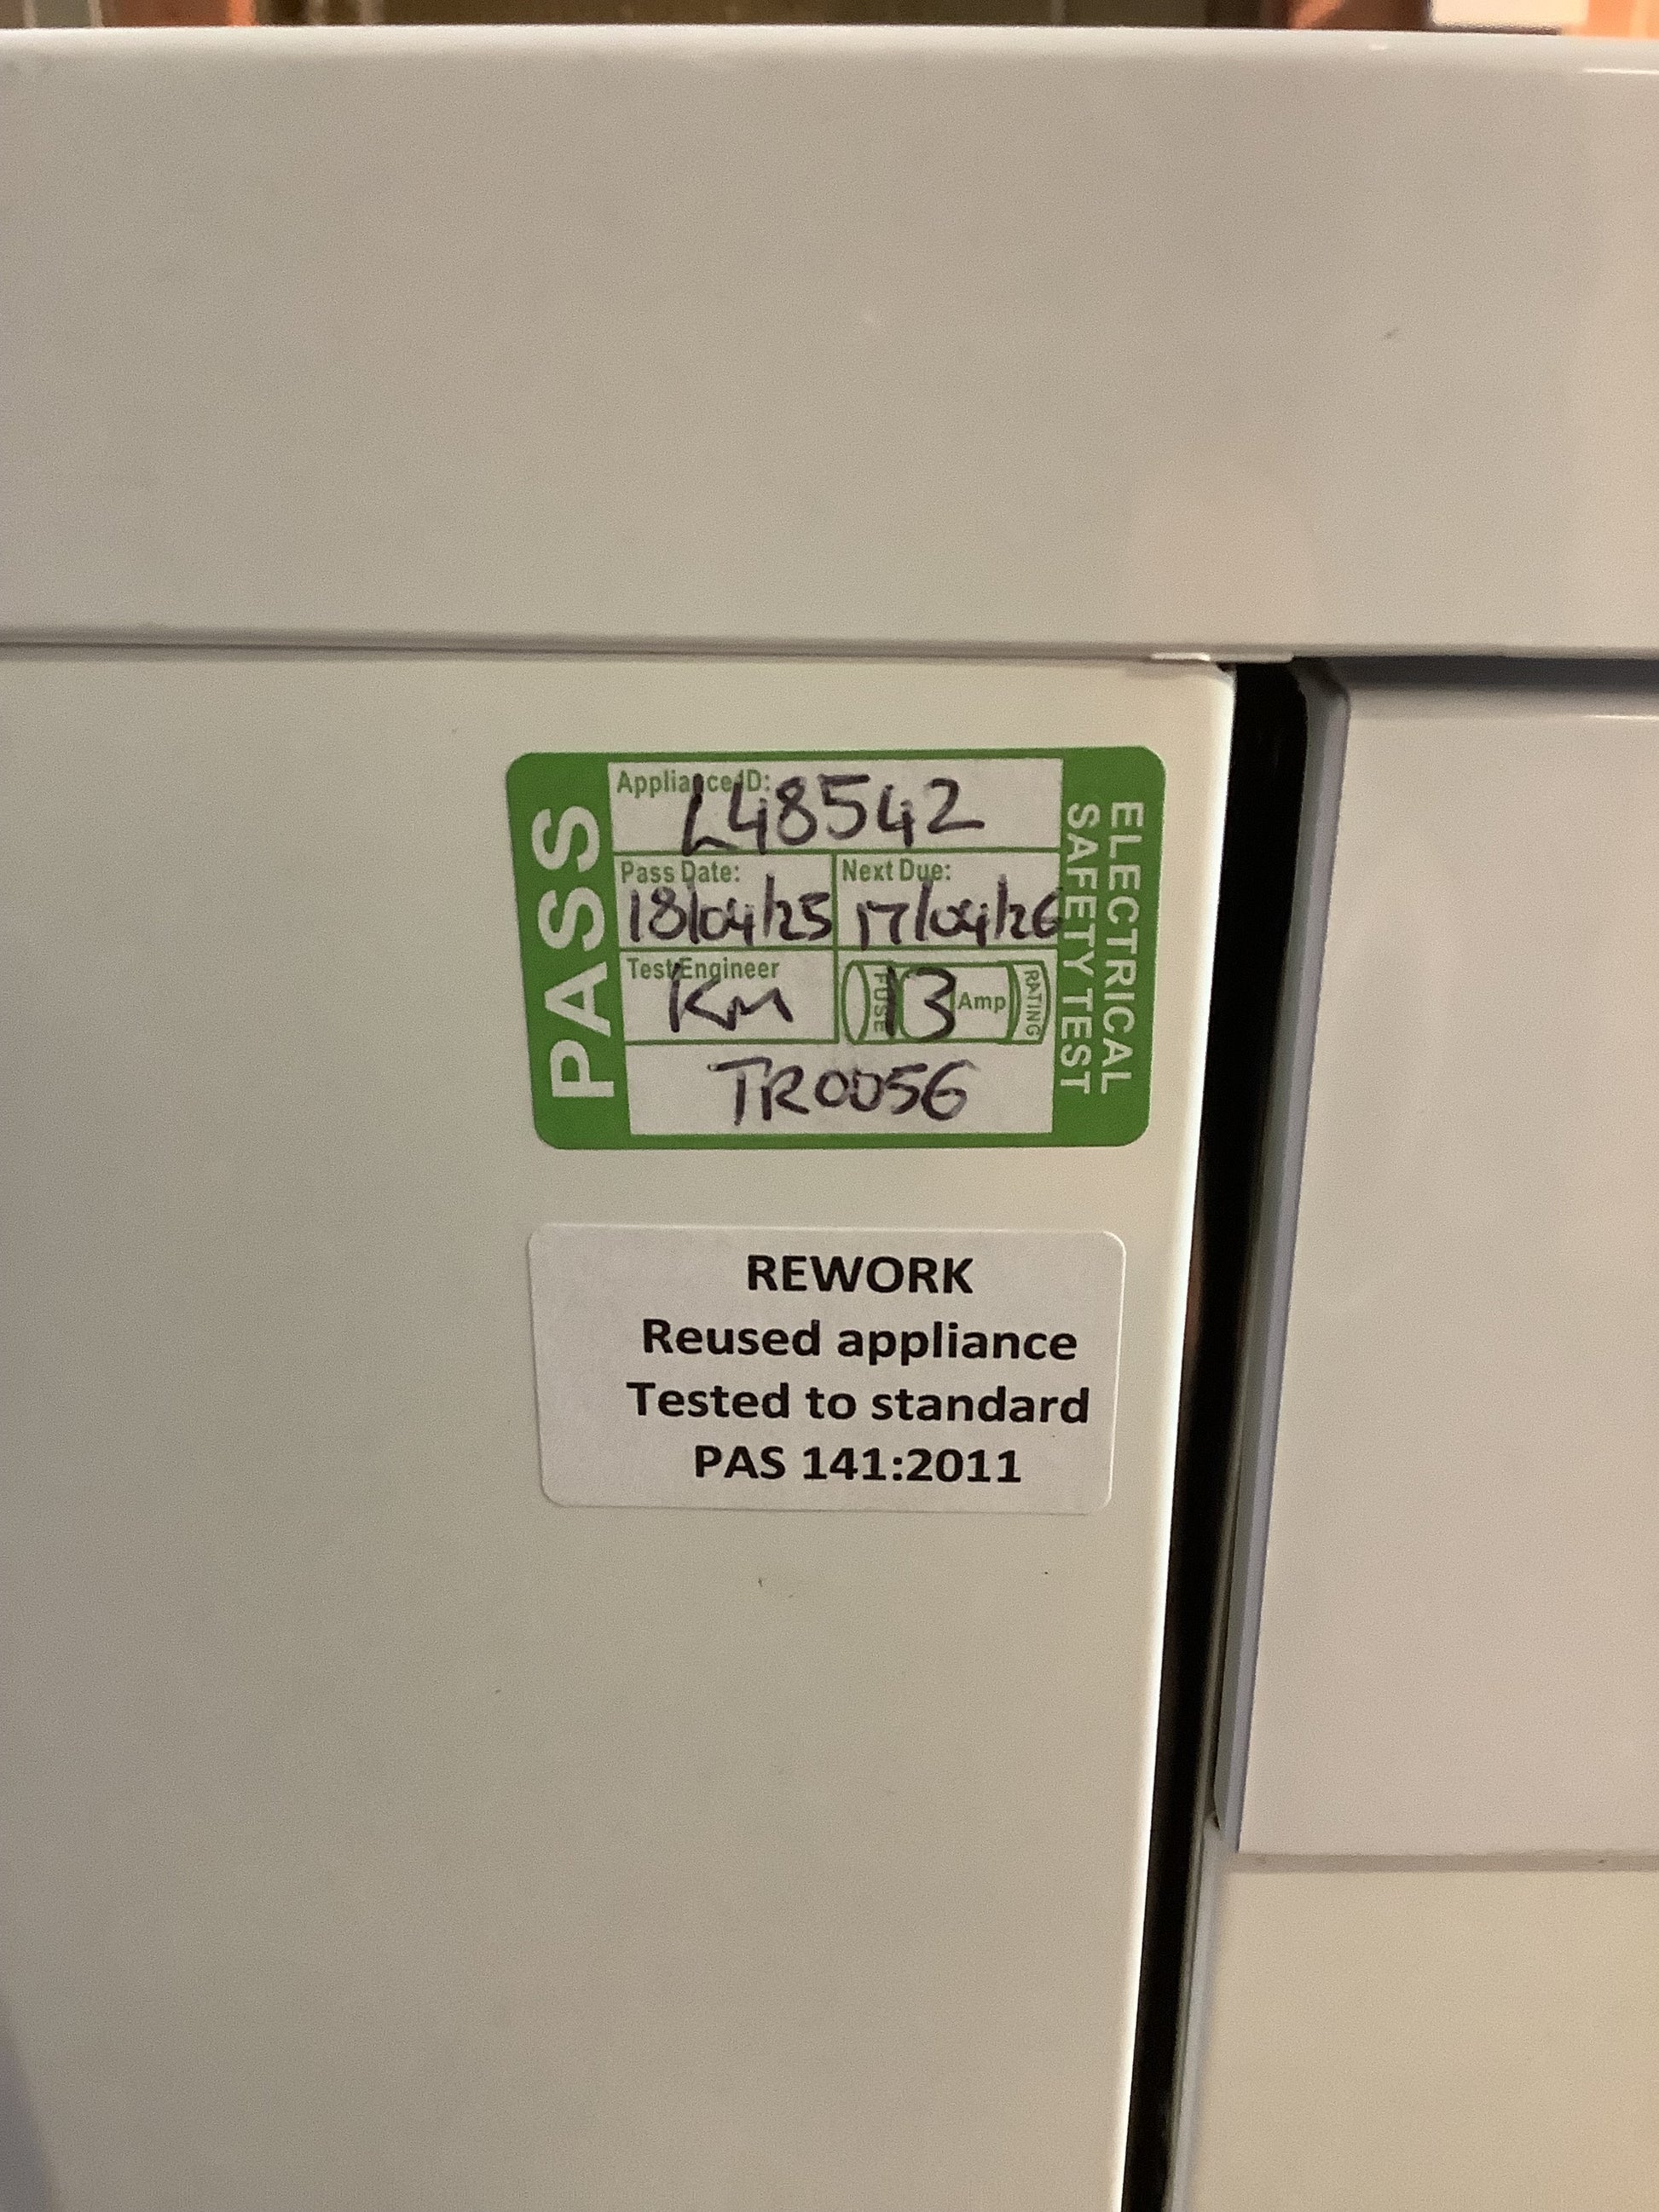 PASS
Appliance ID:
L48542
Pass Date:
18/04/25
Next Due:
17/04/26
Test Engineer
KM
FUSE 13 Amp RATING
TR0056
ELECTRICAL
SAFETY TEST
REWORK
Reused appliance
Tested to standard
PAS 141:2011